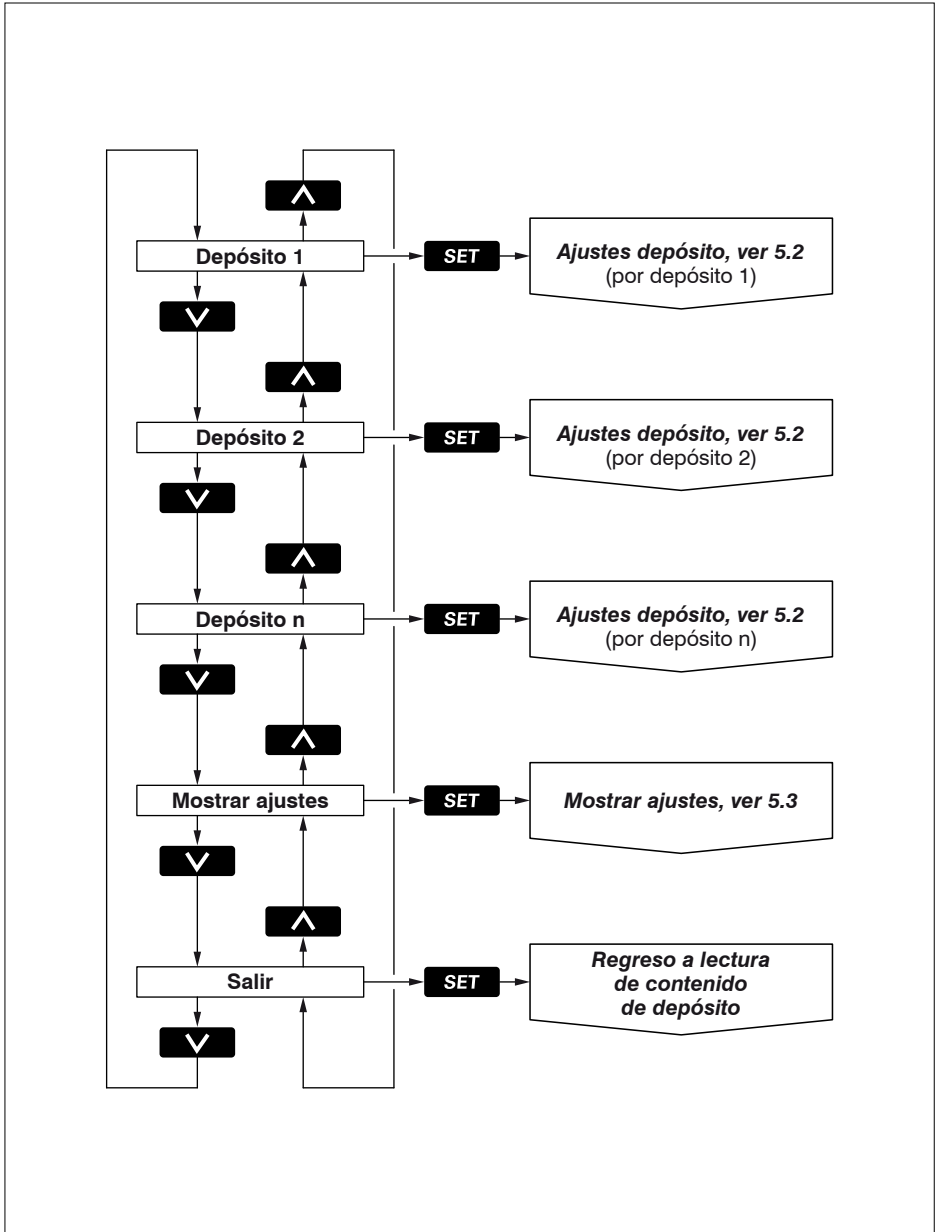 Depósito 1
SET
Ajustes depósito, ver 5.2
(por depósito 1)
Depósito 2
SET
Ajustes depósito, ver 5.2
(por depósito 2)
Depósito n
SET
Ajustes depósito, ver 5.2
(por depósito n)
Mostrar ajustes
SET
Mostrar ajustes, ver 5.3
Salir
SET
Regreso a lectura
de contenido
de depósito